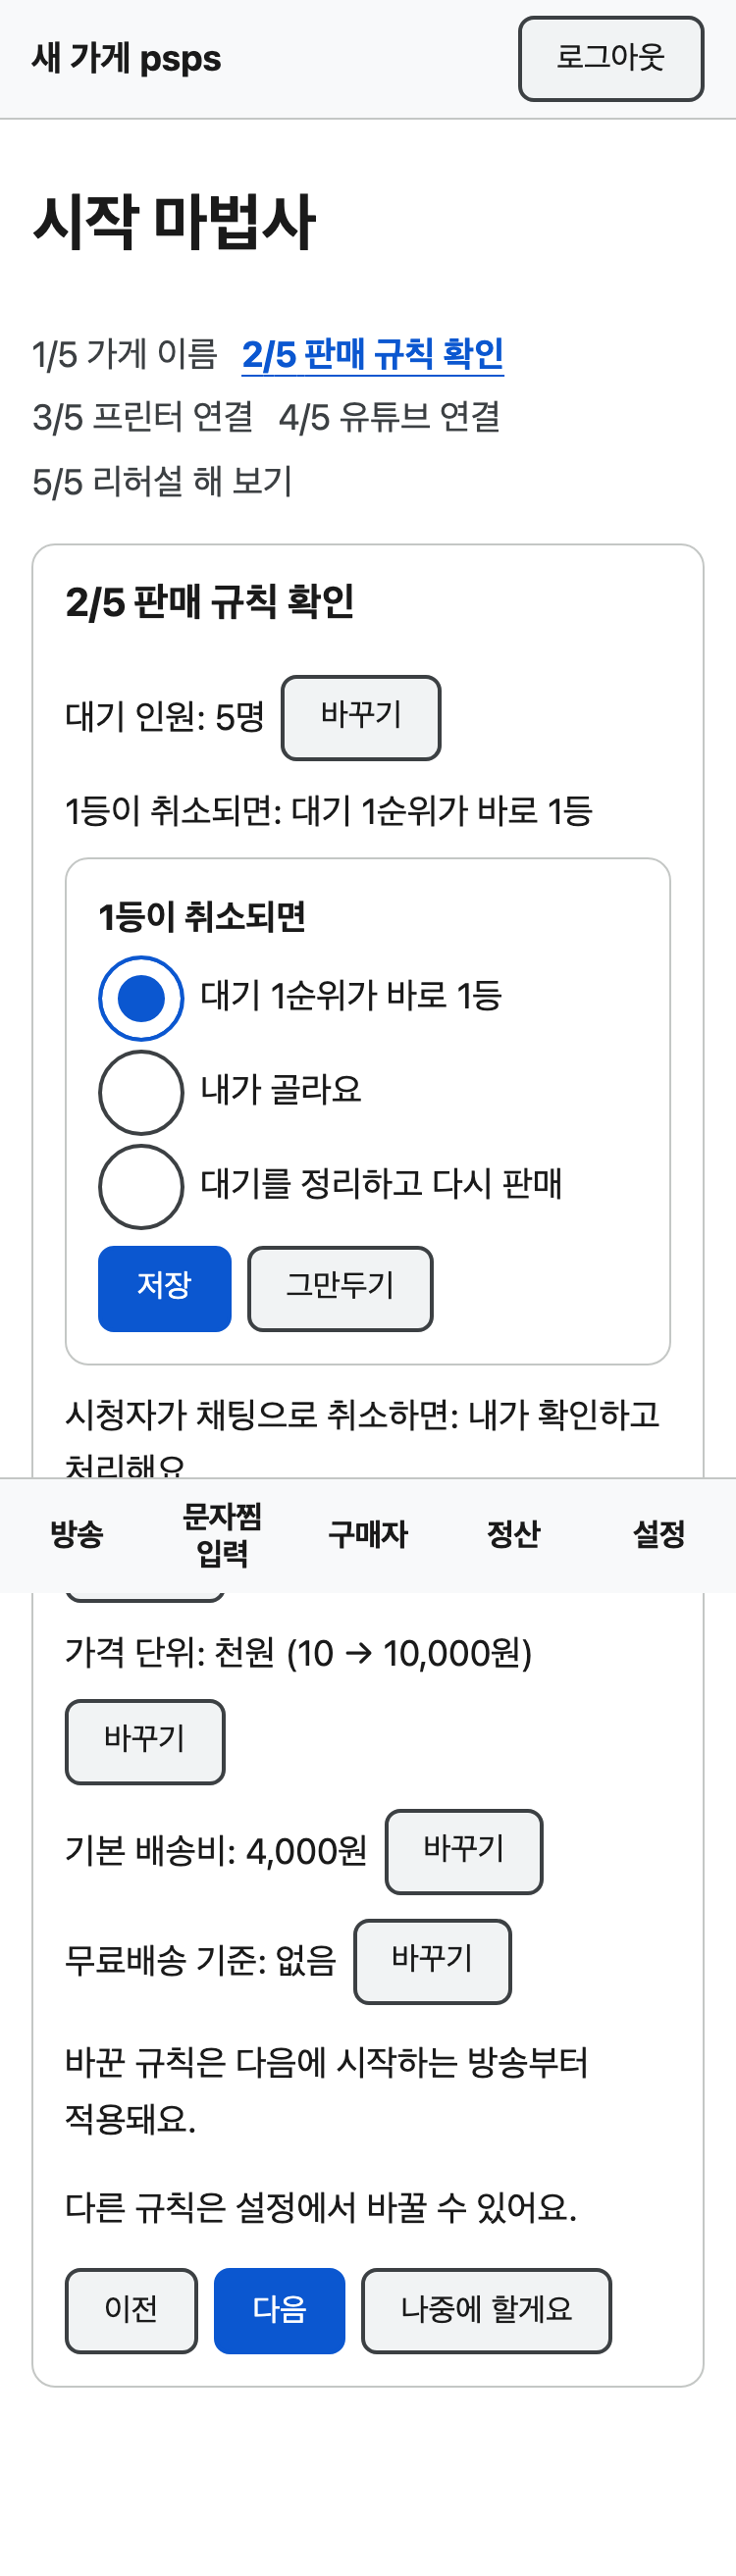 새 가게 psps
로그아웃
시작 마법사
1/5 가게 이름 2/5 판매 규칙 확인
3/5 프린터 연결 4/5 유튜브 연결
5/5 리허설 해 보기
2/5 판매 규칙 확인
대기 인원: 5명 바꾸기
1등이 취소되면: 대기 1순위가 바로 1등
1등이 취소되면
대기 1순위가 바로 1등
내가 골라요
대기를 정리하고 다시 판매
저장 그만두기
시청자가 채팅으로 취소하면: 내가 확인하고
처리해요
방송 문자찜 입력 구매자 정산 설정
가격 단위: 천원 (10 → 10,000원)
바꾸기
기본 배송비: 4,000원 바꾸기
무료배송 기준: 없음 바꾸기
바꾼 규칙은 다음에 시작하는 방송부터
적용돼요.
다른 규칙은 설정에서 바꿀 수 있어요.
이전 다음 나중에 할게요